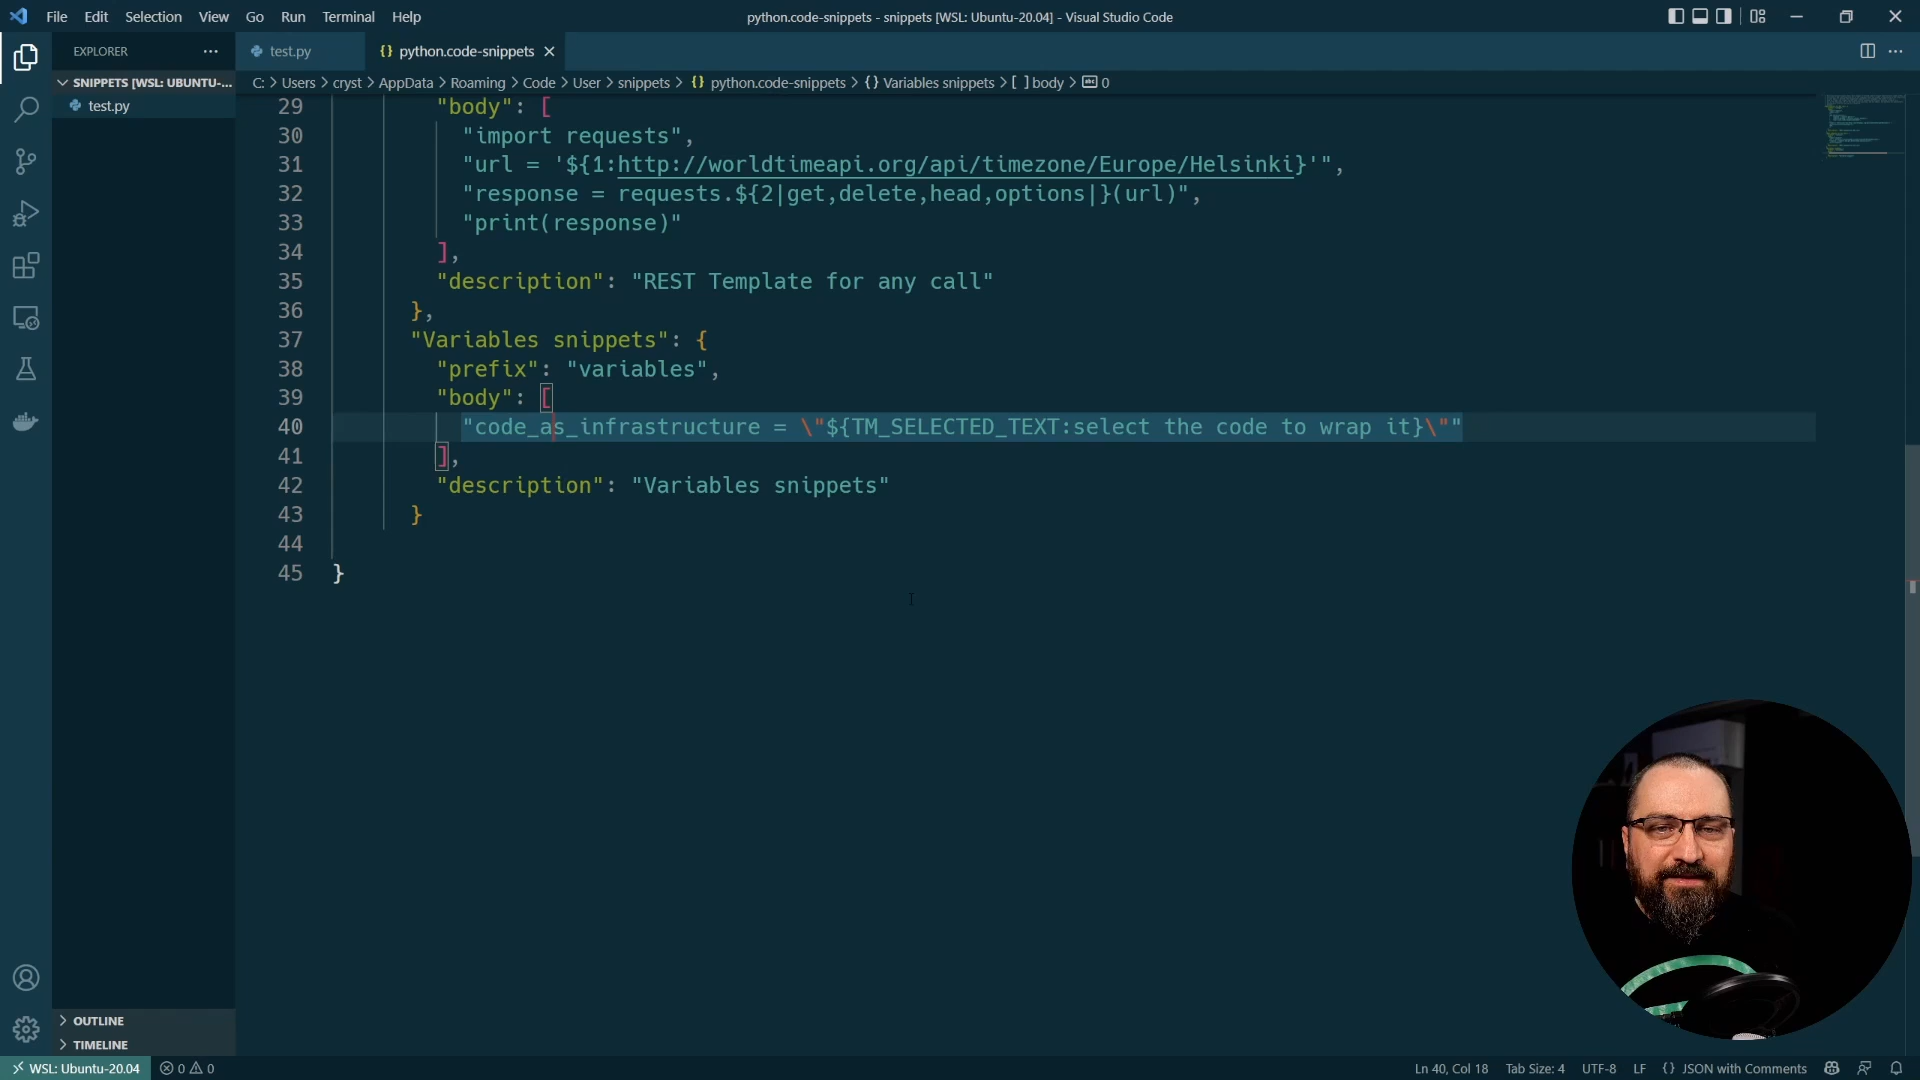 File Edit Selection View Go Run Terminal Help
python.code-snippets - snippets [WSL: Ubuntu-20.04] - Visual Studio Code
EXPLORER
test.py
{} python.code-snippets
SNIPPETS [WSL: UBUNTU-...
test.py
C: > Users > cryst > AppData > Roaming > Code > User > snippets > {} python.code-snippets > {} Variables snippets > [ ] body > abc 0
29 "body": [
30 "import requests",
31 "url = '${1:http://worldtimeapi.org/api/timezone/Europe/Helsinki}'",
32 "response = requests.${2|get,delete,head,options|}(url)",
33 "print(response)"
34 ],
35 "description": "REST Template for any call"
36 },
37 "Variables snippets": {
38 "prefix": "variables",
39 "body": [
40 "code_as_infrastructure = \"${TM_SELECTED_TEXT:select the code to wrap it}\""
41 ],
42 "description": "Variables snippets"
43 }
44
45 }
OUTLINE
TIMELINE
WSL: Ubuntu-20.04 0 0 Ln 40, Col 18 Tab Size: 4 UTF-8 LF {} JSON with Comments